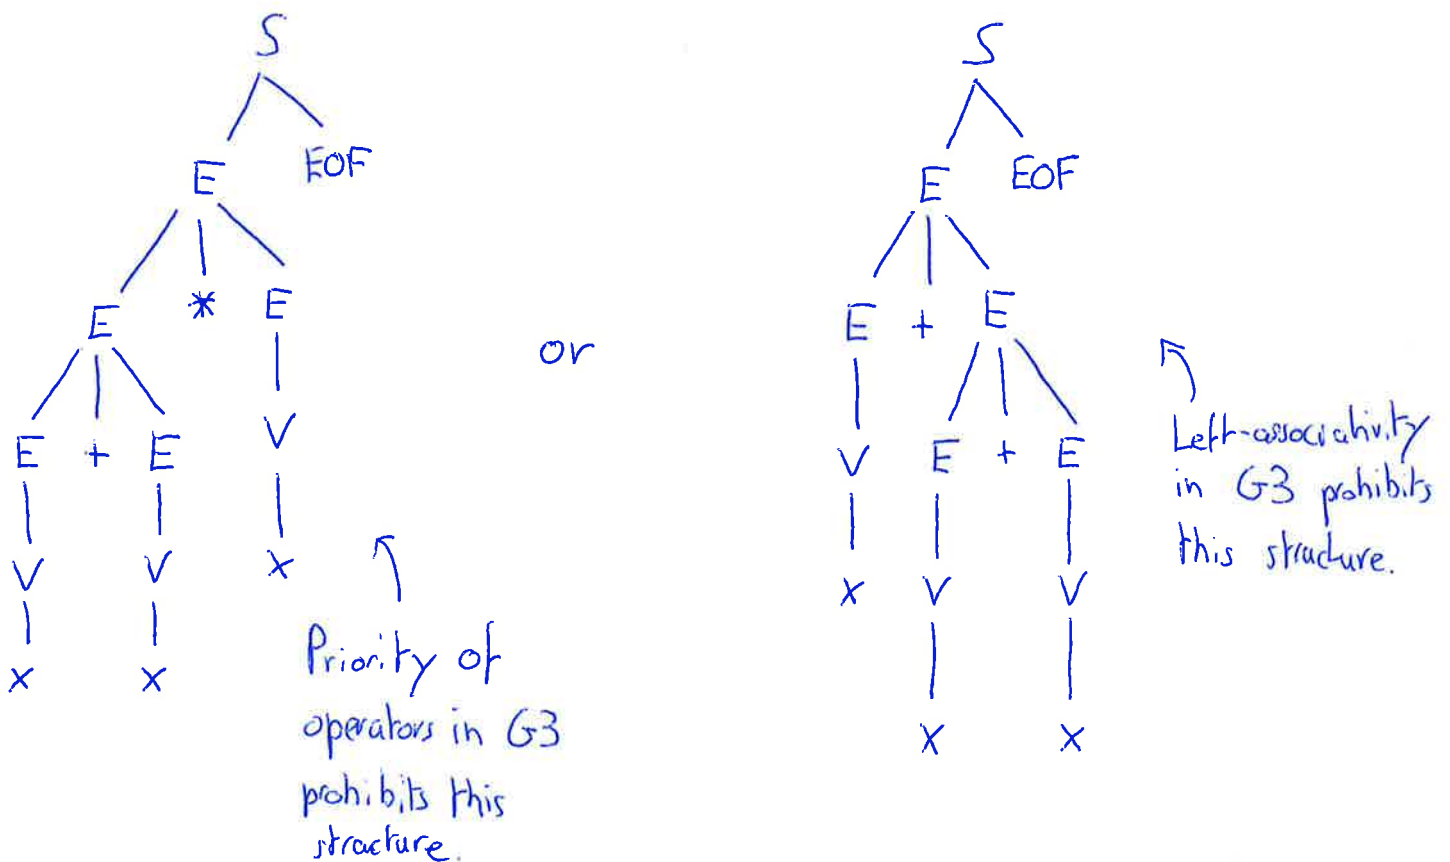 S
E EOF
E * E
E + E V
V V x
x x
Priority of
operators in G3
prohibits this
structure.
or
S
E EOF
E + E
V E + E
x V V
x x
Left-associativity
in G3 prohibits
this structure.